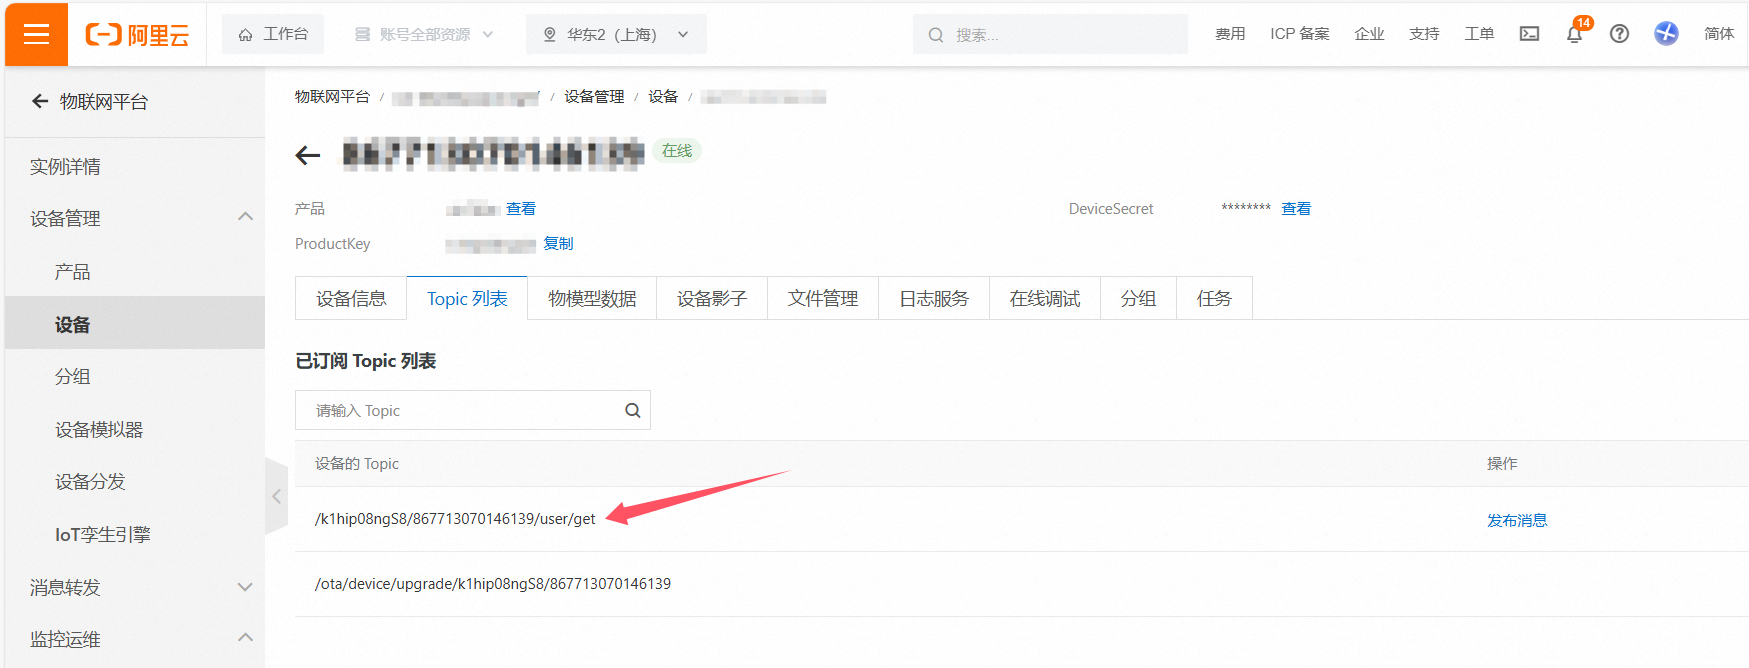 阿里云
工作台
账号全部资源
华东2（上海）
搜索...
费用
ICP 备案
企业
支持
工单
14
简体
物联网平台
实例详情
设备管理
产品
设备
分组
设备模拟器
设备分发
IoT孪生引擎
消息转发
监控运维
物联网平台 / / 设备管理 / 设备 /
在线
产品 查看
DeviceSecret ******** 查看
ProductKey 复制
设备信息
Topic 列表
物模型数据
设备影子
文件管理
日志服务
在线调试
分组
任务
已订阅 Topic 列表
请输入 Topic
设备的 Topic
操作
/k1hip08ngS8/867713070146139/user/get
发布消息
/ota/device/upgrade/k1hip08ngS8/867713070146139